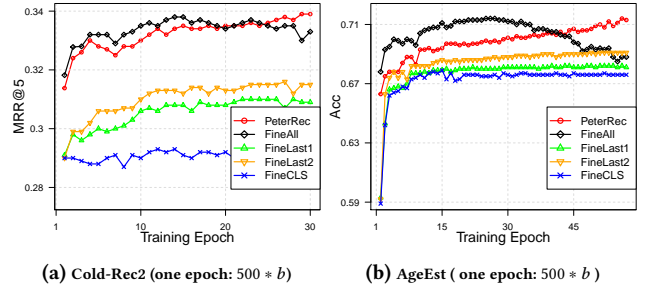 0.34
0.32
0.3
0.28
MRR@5
1
10
20
30
Training Epoch
PeterRec
FineAll
FineLast1
FineLast2
FineCLS
(a) Cold-Rec2 (one epoch: 500 * b)
0.71
0.67
0.63
0.59
Acc
1
15
30
45
Training Epoch
PeterRec
FineAll
FineLast1
FineLast2
FineCLS
(b) AgeEst ( one epoch: 500 * b )